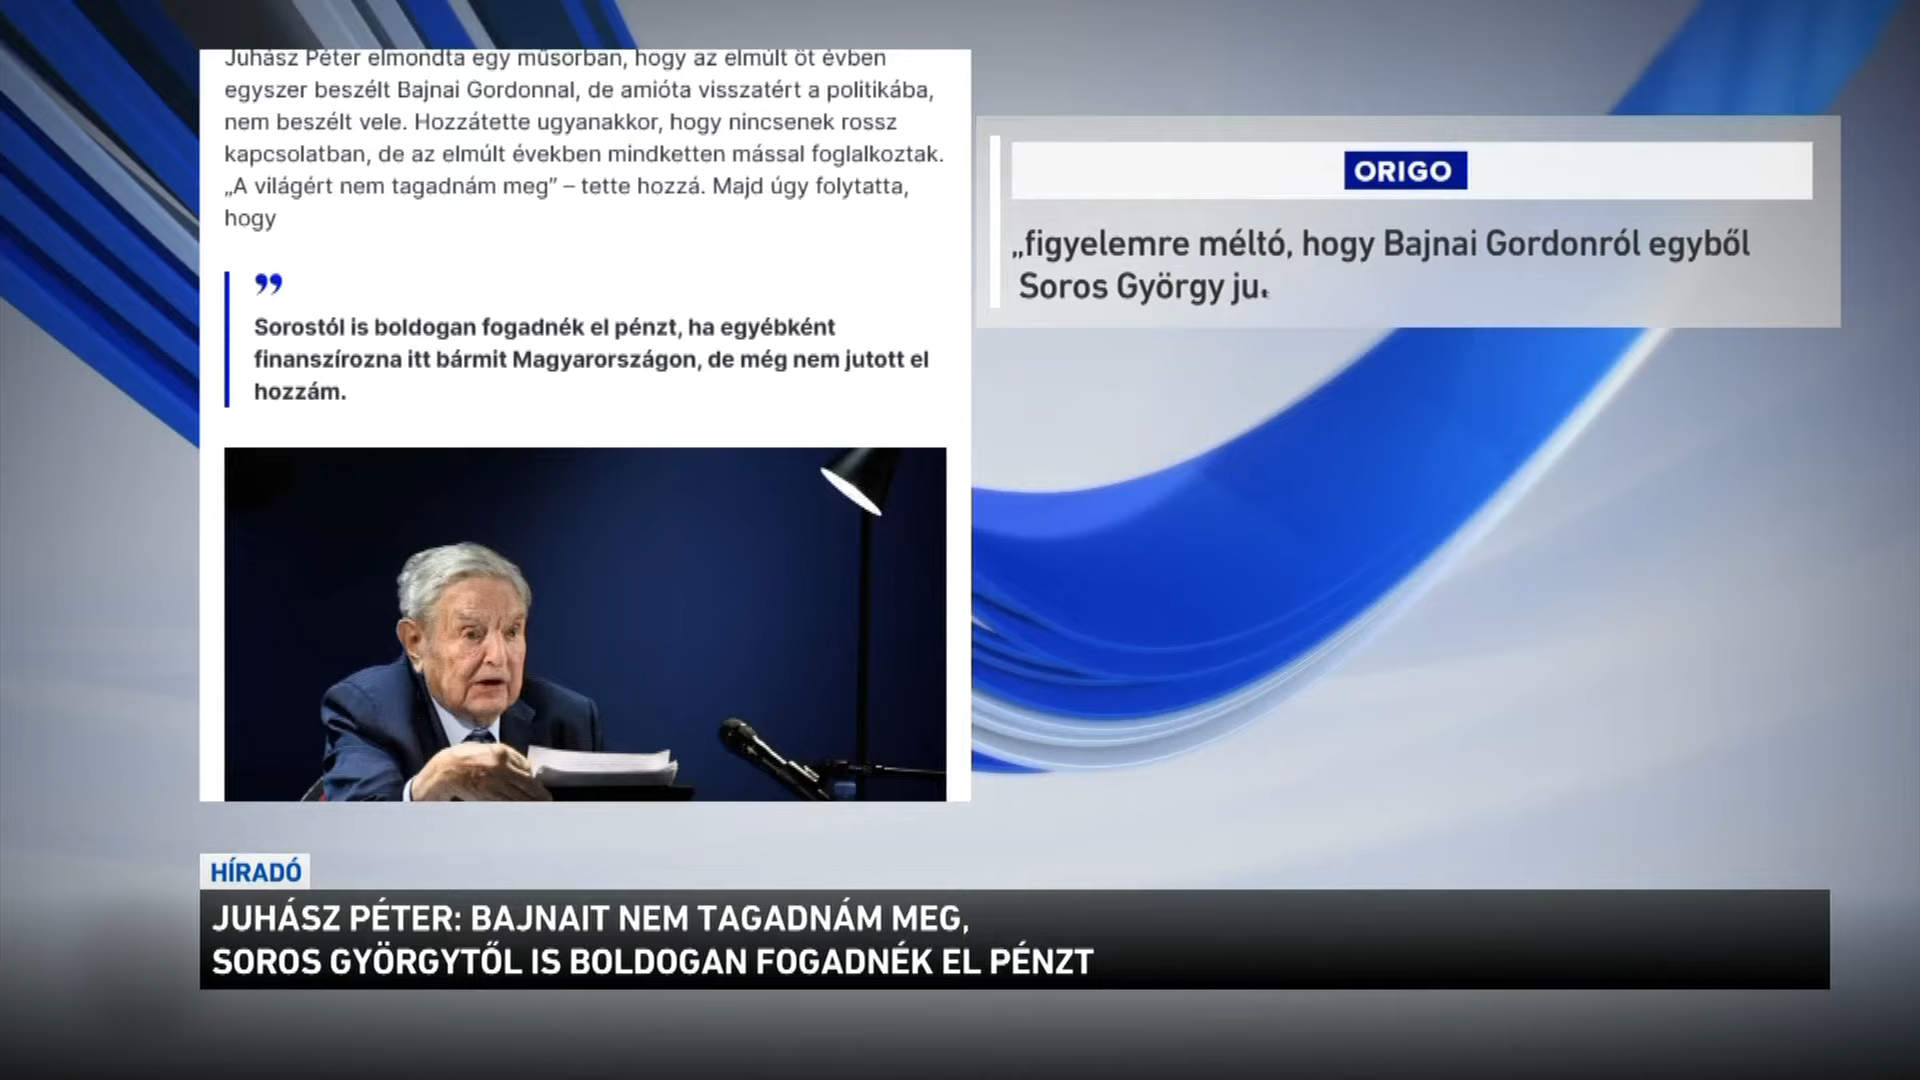 Juhász Péter elmondta egy műsorban, hogy az elmúlt öt évben
egyszer beszélt Bajnai Gordonnal, de amióta visszatért a politikába,
nem beszélt vele. Hozzátette ugyanakkor, hogy nincsenek rossz
kapcsolatban, de az elmúlt években mindketten mással foglalkoztak.
„A világért nem tagadnám meg” – tette hozzá. Majd úgy folytatta,
hogy
”
Sorostól is boldogan fogadnék el pénzt, ha egyébként
finanszírozna itt bármit Magyarországon, de még nem jutott el
hozzám.
ORIGO
„figyelemre méltó, hogy Bajnai Gordonról egyből
Soros György
HÍRADÓ
JUHÁSZ PÉTER: BAJNAIT NEM TAGADNÁM MEG,
SOROS GYÖRGYTŐL IS BOLDOGAN FOGADNÉK EL PÉNZT